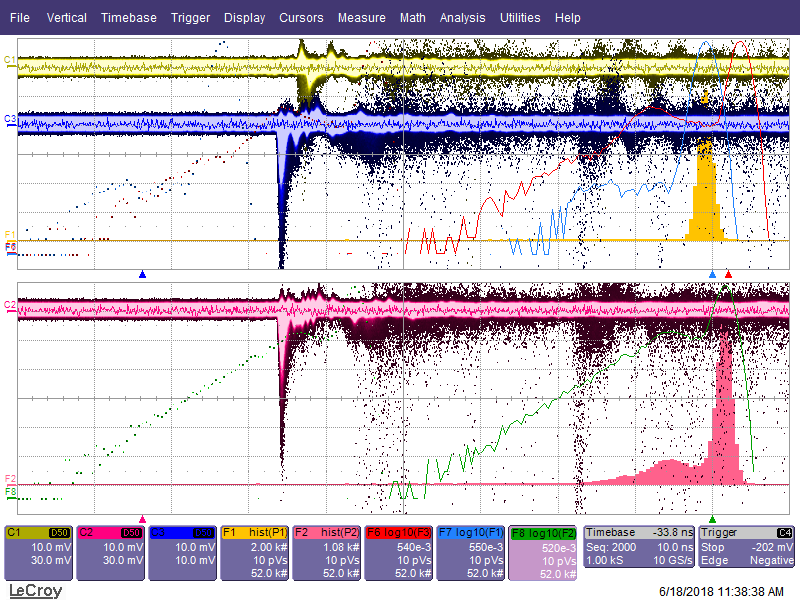 File Vertical Timebase Trigger Display Cursors Measure Math Analysis Utilities Help
C1
C3
F1
F6
C2
F2
F8
C1 D50
10.0 mV
30.0 mV
C2 D50
10.0 mV
30.0 mV
D50
10.0 mV
10.0 mV
F1 hist(P1)
2.00 k#
10 pVs
52.0 k#
F2 hist(P2)
1.08 k#
10 pVs
52.0 k#
F6 log10(F3)
540e-3
10 pVs
52.0 k#
F7 log10(F1)
550e-3
10 pVs
52.0 k#
F8 log10(F2)
520e-3
10 pVs
52.0 k#
Timebase -33.8 ns
Seq: 2000 10.0 ns
1.00 kS 10 GS/s
Trigger C4
Stop -202 mV
Edge Negative
LeCroy
6/18/2018 11:38:38 AM